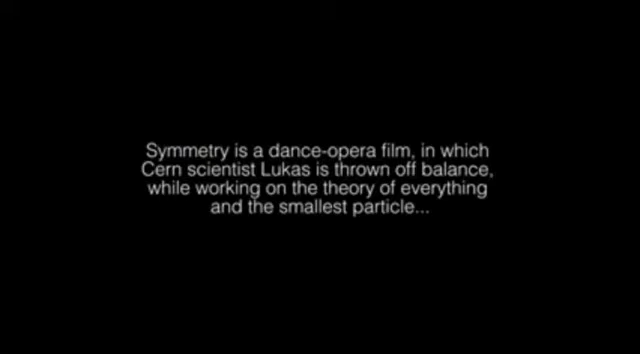 Symmetry is a dance-opera film, in which
Cern scientist Lukas is thrown off balance,
while working on the theory of everything
and the smallest particle...